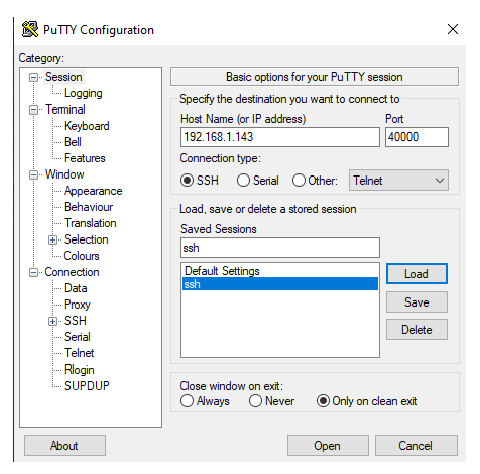 PuTTY Configuration
Category:
Session
Logging
Terminal
Keyboard
Bell
Features
Window
Appearance
Behaviour
Translation
Selection
Colours
Connection
Data
Proxy
SSH
Serial
Telnet
Rlogin
SUPDUP
Basic options for your PuTTY session
Specify the destination you want to connect to
Host Name (or IP address) Port
192.168.1.143 40000
Connection type:
SSH Serial Other: Telnet
Load, save or delete a stored session
Saved Sessions
ssh
Default Settings
ssh
Load
Save
Delete
Close window on exit:
Always Never Only on clean exit
About Open Cancel